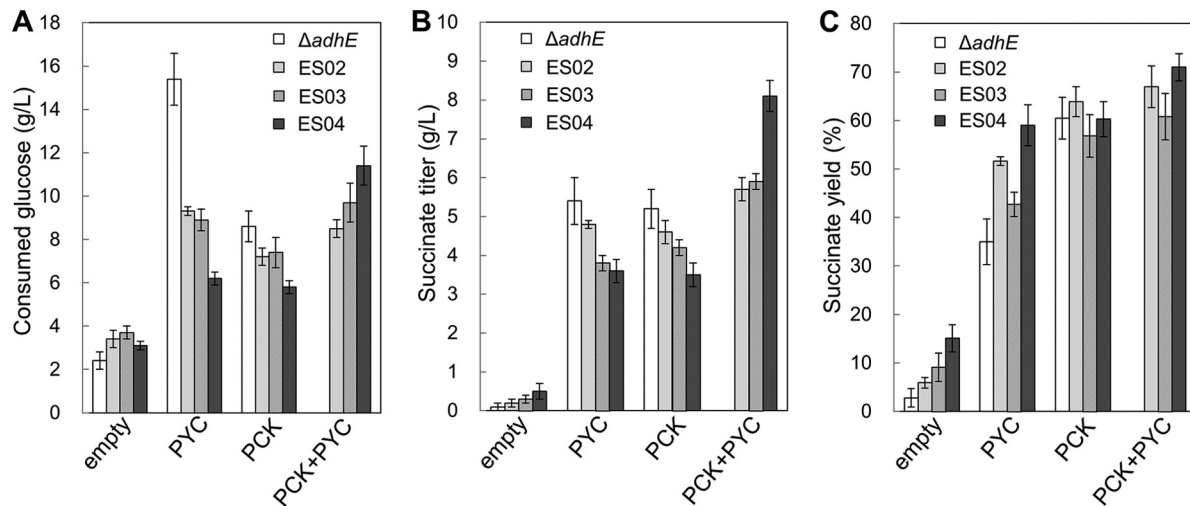 A
Consumed glucose (g/L)
18
16
14
12
10
8
6
4
2
0
ΔadhE
ES02
ES03
ES04
empty
PYC
PCK
PCK+PYC
B
Succinate titer (g/L)
10
9
8
7
6
5
4
3
2
1
0
ΔadhE
ES02
ES03
ES04
empty
PYC
PCK
PCK+PYC
C
Succinate yield (%)
80
70
60
50
40
30
20
10
0
ΔadhE
ES02
ES03
ES04
empty
PYC
PCK
PCK+PYC